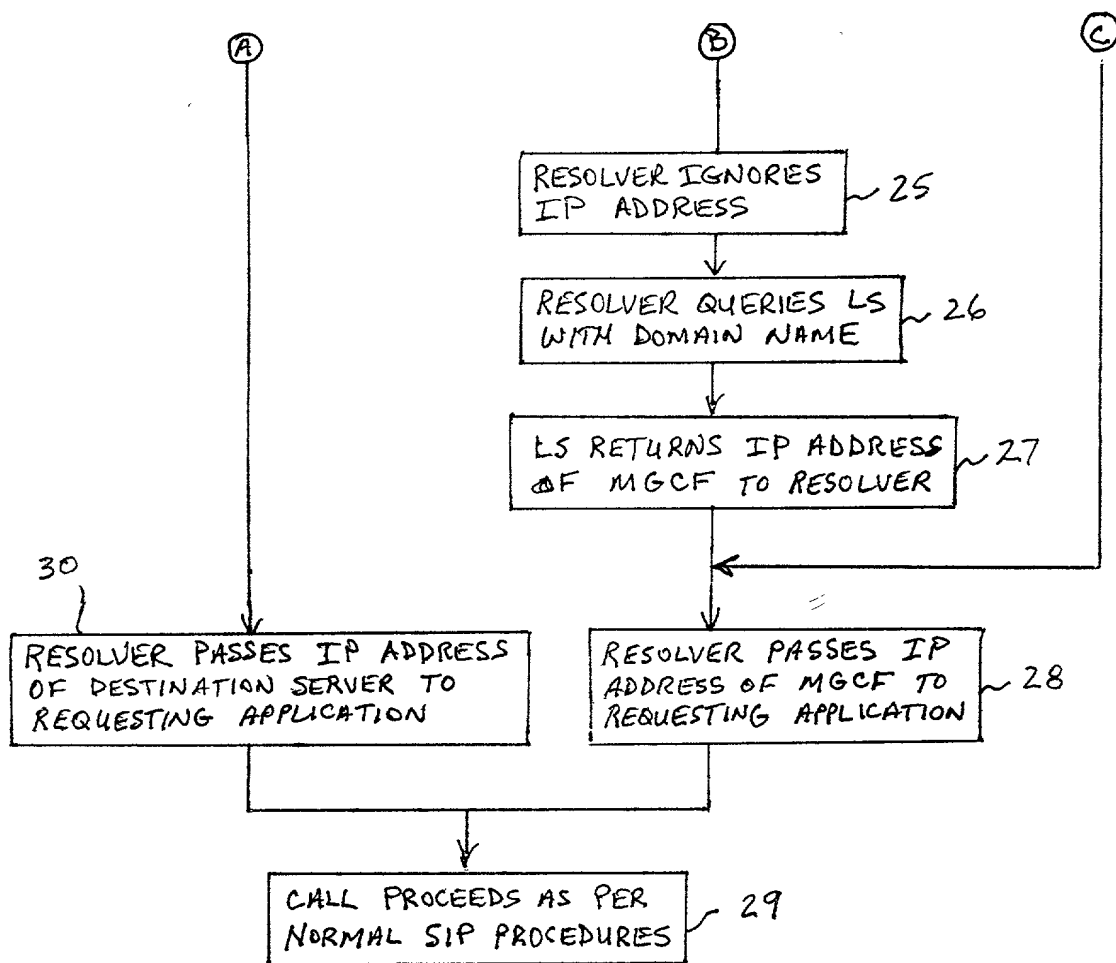 A
B
C
RESOLVER IGNORES
IP ADDRESS
25
RESOLVER QUERIES LS
WITH DOMAIN NAME
26
LS RETURNS IP ADDRESS
OF MGCF TO RESOLVER
27
30
RESOLVER PASSES IP ADDRESS
OF DESTINATION SERVER TO
REQUESTING APPLICATION
RESOLVER PASSES IP
ADDRESS OF MGCF TO
REQUESTING APPLICATION
28
CALL PROCEEDS AS PER
NORMAL SIP PROCEDURES
29